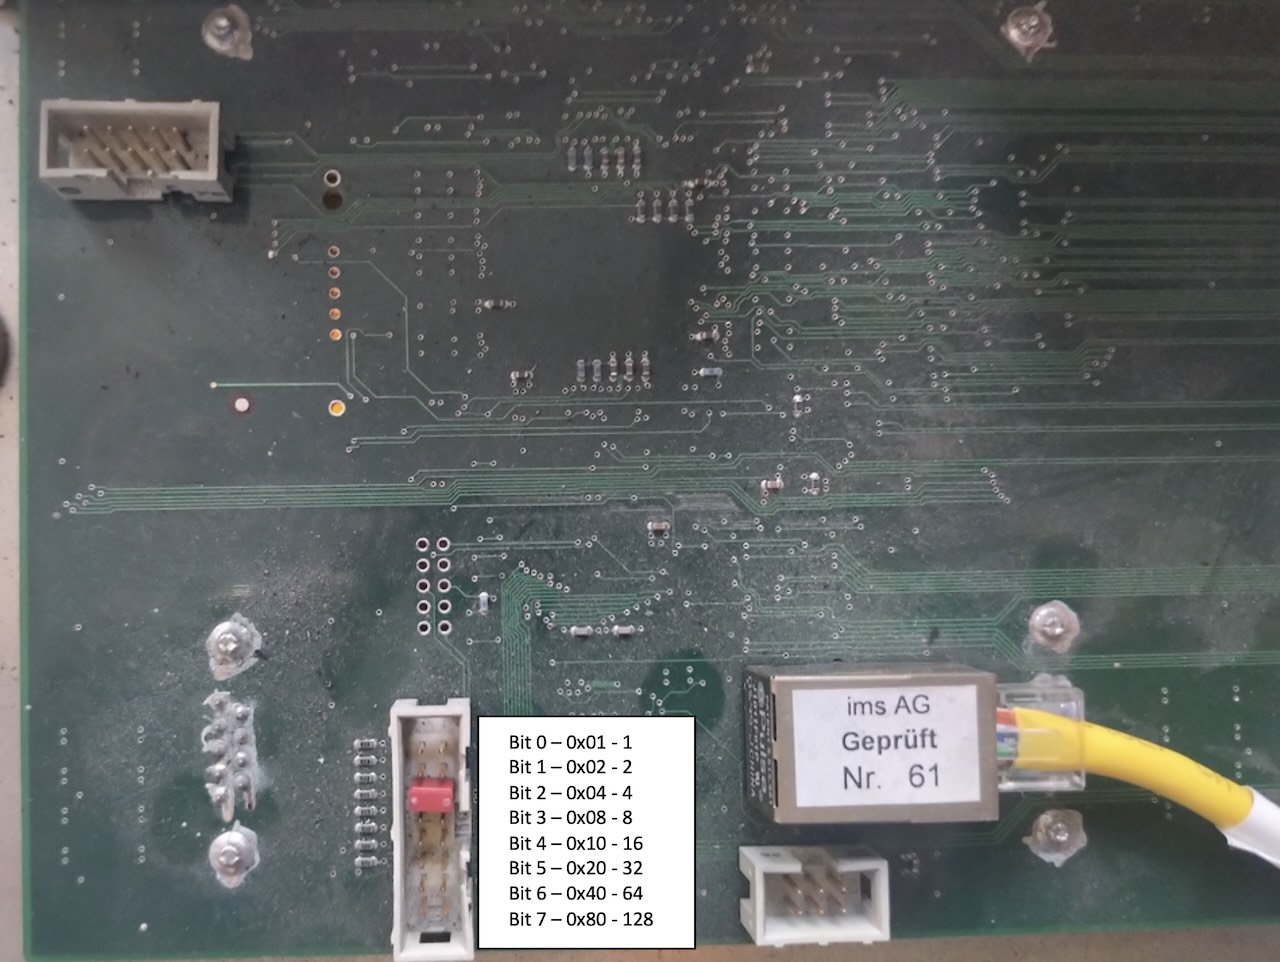 Bit 0 – 0x01 - 1
Bit 1 – 0x02 - 2
Bit 2 – 0x04 - 4
Bit 3 – 0x08 - 8
Bit 4 – 0x10 - 16
Bit 5 – 0x20 - 32
Bit 6 – 0x40 - 64
Bit 7 – 0x80 - 128
ims AG
Geprüft
Nr. 61